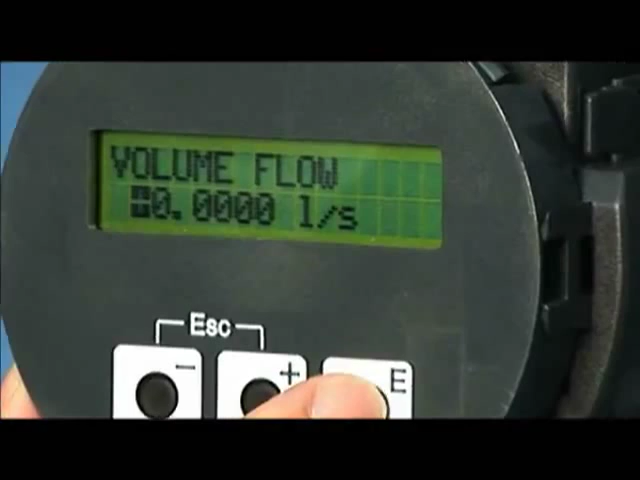 VOLUME FLOW
+0.0000 l/s
Esc
- + E